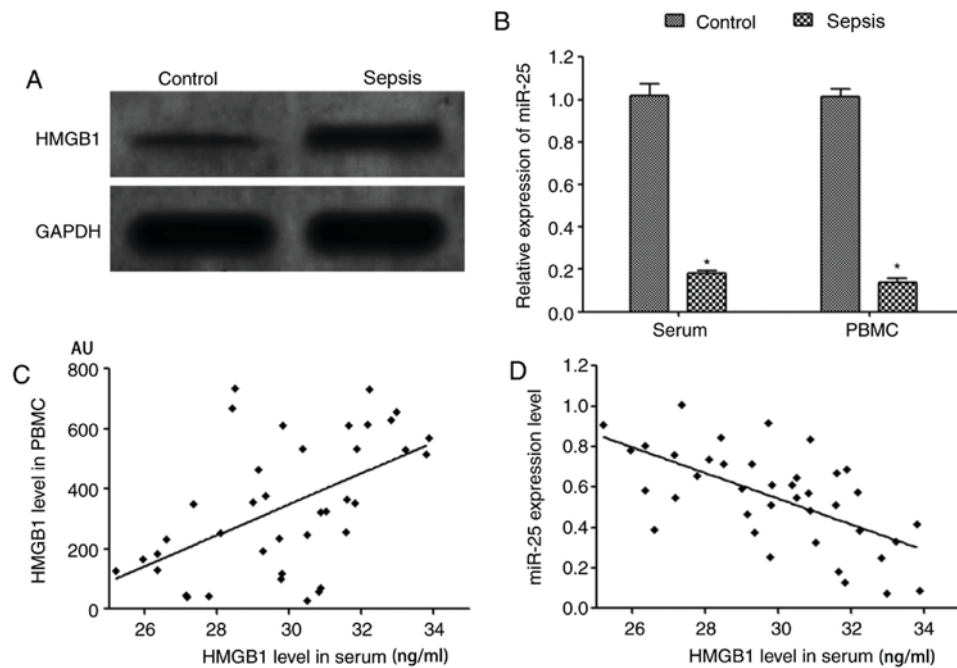 A
Control Sepsis
HMGB1
GAPDH
B
Control Sepsis
Relative expression of miR-25
1.2
1.0
0.8
0.6
0.4
0.2
0.0
* *
Serum PBMC
C
AU
HMGB1 level in PBMC
800
600
400
200
0
26 28 30 32 34
HMGB1 level in serum (ng/ml)
D
miR-25 expression level
1.2
1.0
0.8
0.6
0.4
0.2
0.0
26 28 30 32 34
HMGB1 level in serum (ng/ml)